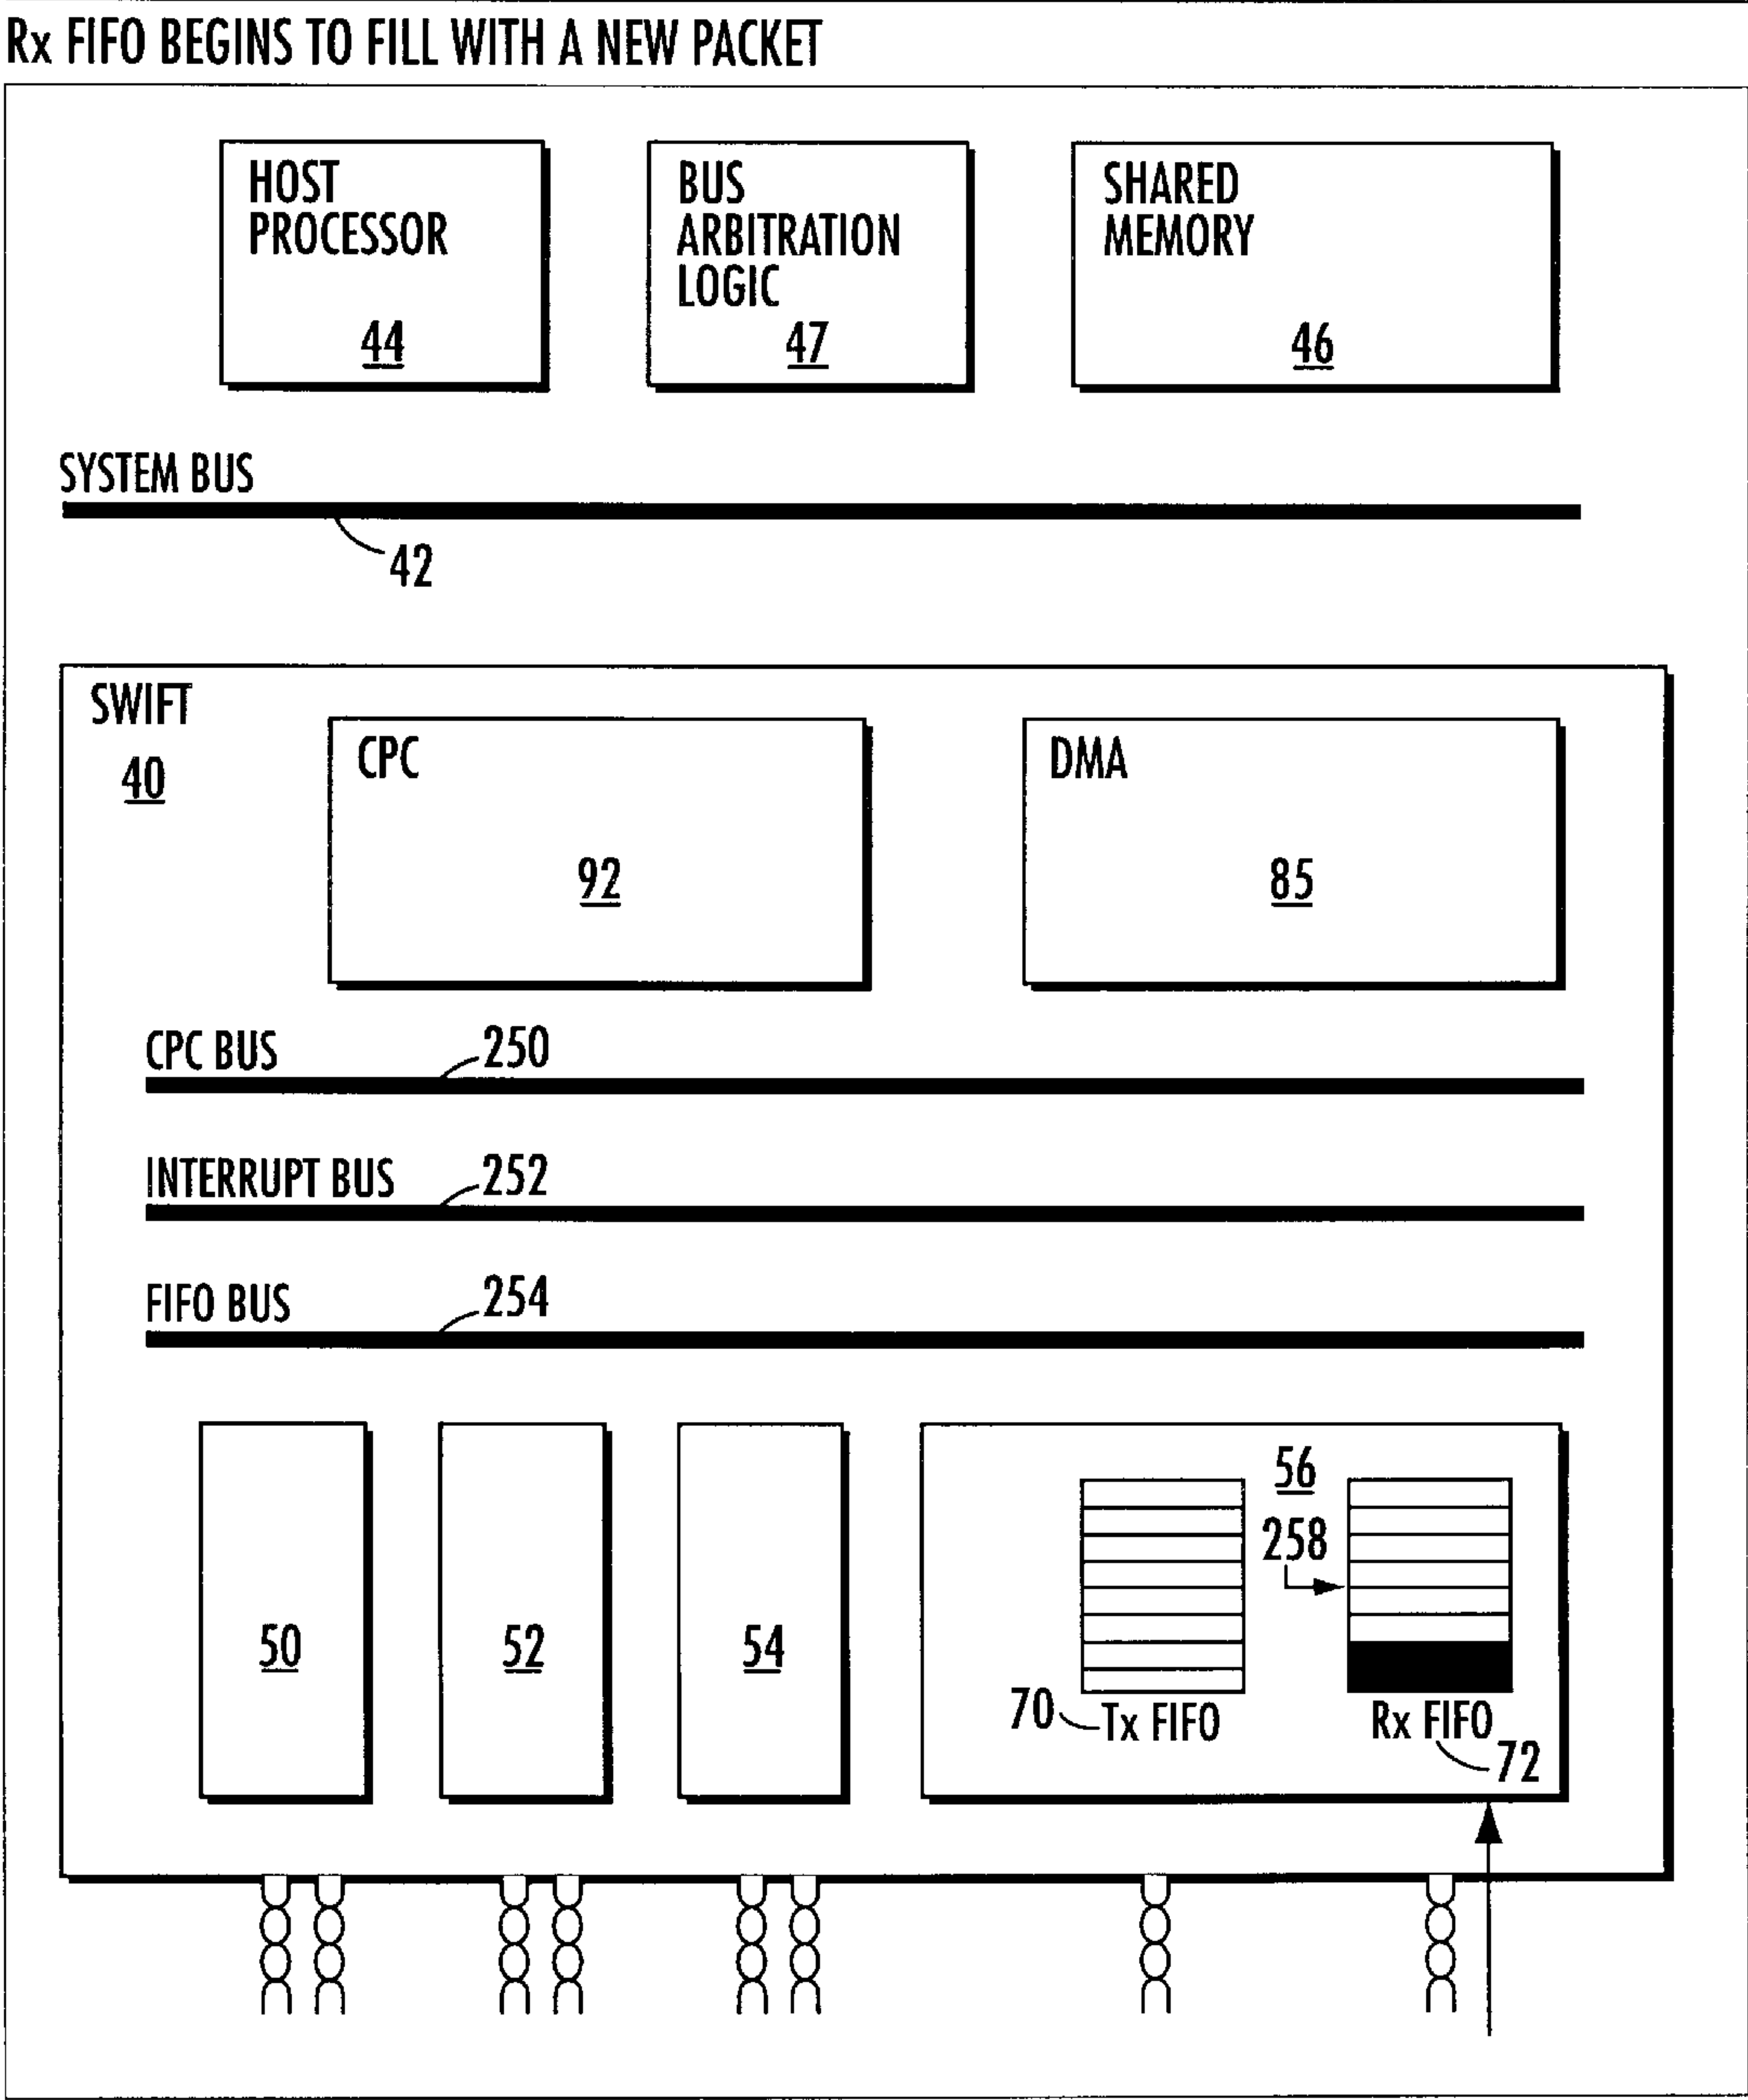 Rx FIFO BEGINS TO FILL WITH A NEW PACKET
HOST
PROCESSOR
44
BUS
ARBITRATION
LOGIC
47
SHARED
MEMORY
46
SYSTEM BUS
42
SWIFT
40
CPC
92
DMA
85
CPC BUS
250
INTERRUPT BUS
252
FIFO BUS
254
50
52
54
56
258
70
Tx FIFO
Rx FIFO
72